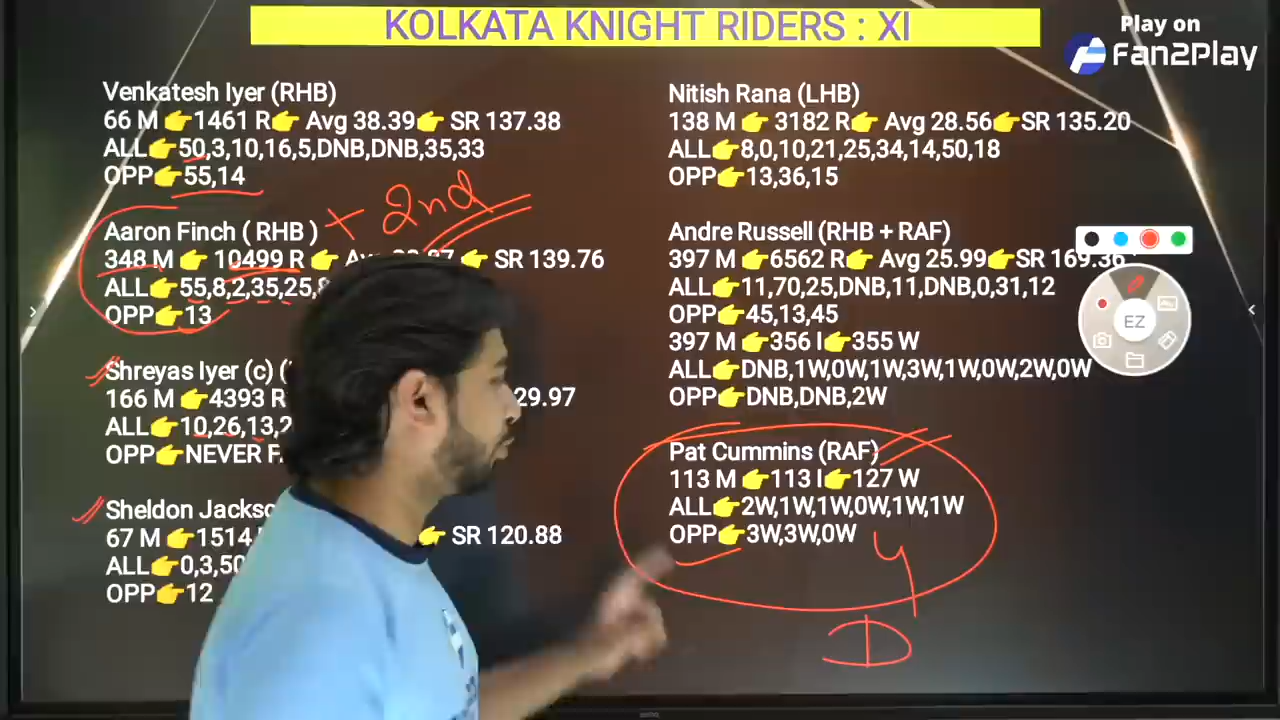 KOLKATA KNIGHT RIDERS : XI
Play on
Fan2Play
Venkatesh Iyer (RHB)
66 M 👉1461 R👉 Avg 38.39👉 SR 137.38
ALL👉50,3,10,16,5,DNB,DNB,35,33
OPP👉55,14
Aaron Finch ( RHB )
+ 2nd
348 M 👉 10499 R 👉 👉 SR 139.76
ALL👉55,8,2,35,25,
OPP👉13
Shreyas Iyer (c) (
166 M 👉4393 R 29.97
ALL👉10,26,13,2
OPP👉NEVER
Sheldon
67 M 👉1514 👉 SR 120.88
ALL👉0,3,50
OPP👉12
Nitish Rana (LHB)
138 M 👉 3182 R👉 Avg 28.56👉SR 135.20
ALL👉8,0,10,21,25,34,14,50,18
OPP👉13,36,15
Andre Russell (RHB + RAF)
397 M 👉6562 R👉 Avg 25.99👉SR 169.36
ALL👉11,70,25,DNB,11,DNB,0,31,12
OPP👉45,13,45
397 M 👉356 I👉355 W
ALL👉DNB,1W,0W,1W,3W,1W,0W,2W,0W
OPP👉DNB,DNB,2W
Pat Cummins (RAF)
113 M 👉113 I👉127 W
ALL👉2W,1W,1W,0W,1W,1W
OPP👉3W,3W,0W
4
D
EZ